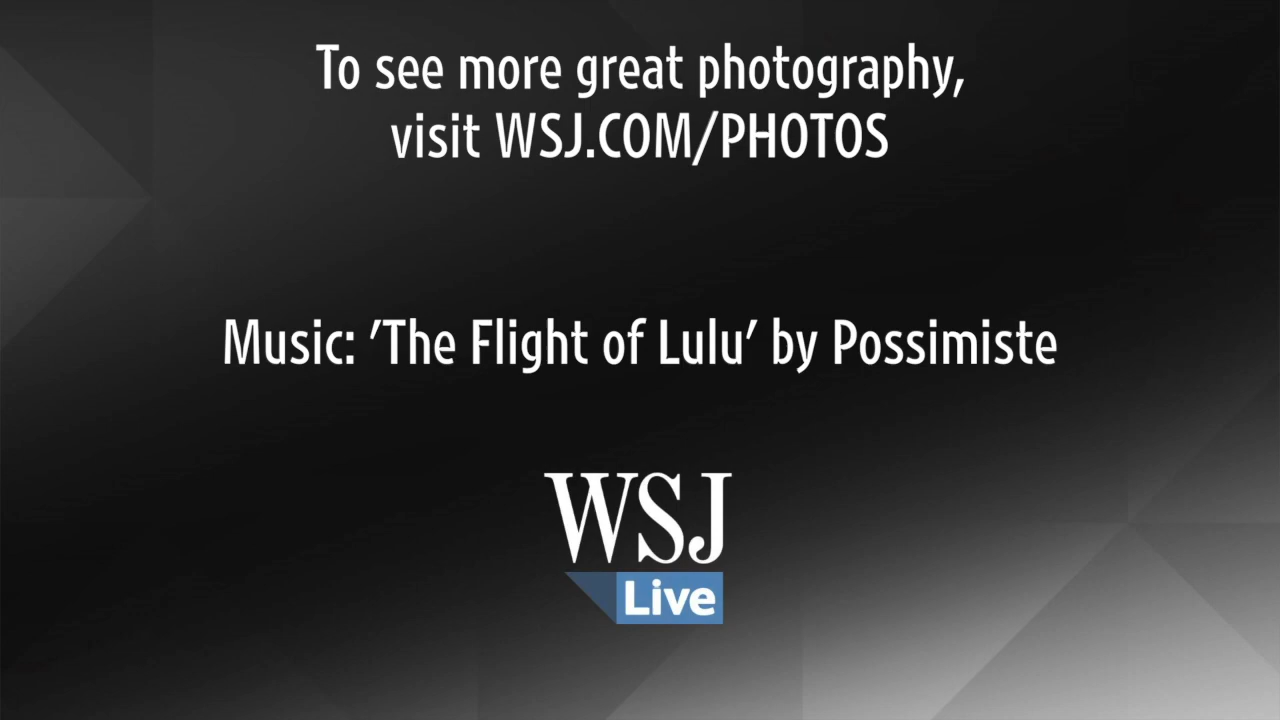 To see more great photography,
visit WSJ.COM/PHOTOS
Music: 'The Flight of Lulu' by Possimiste
WSJ
Live